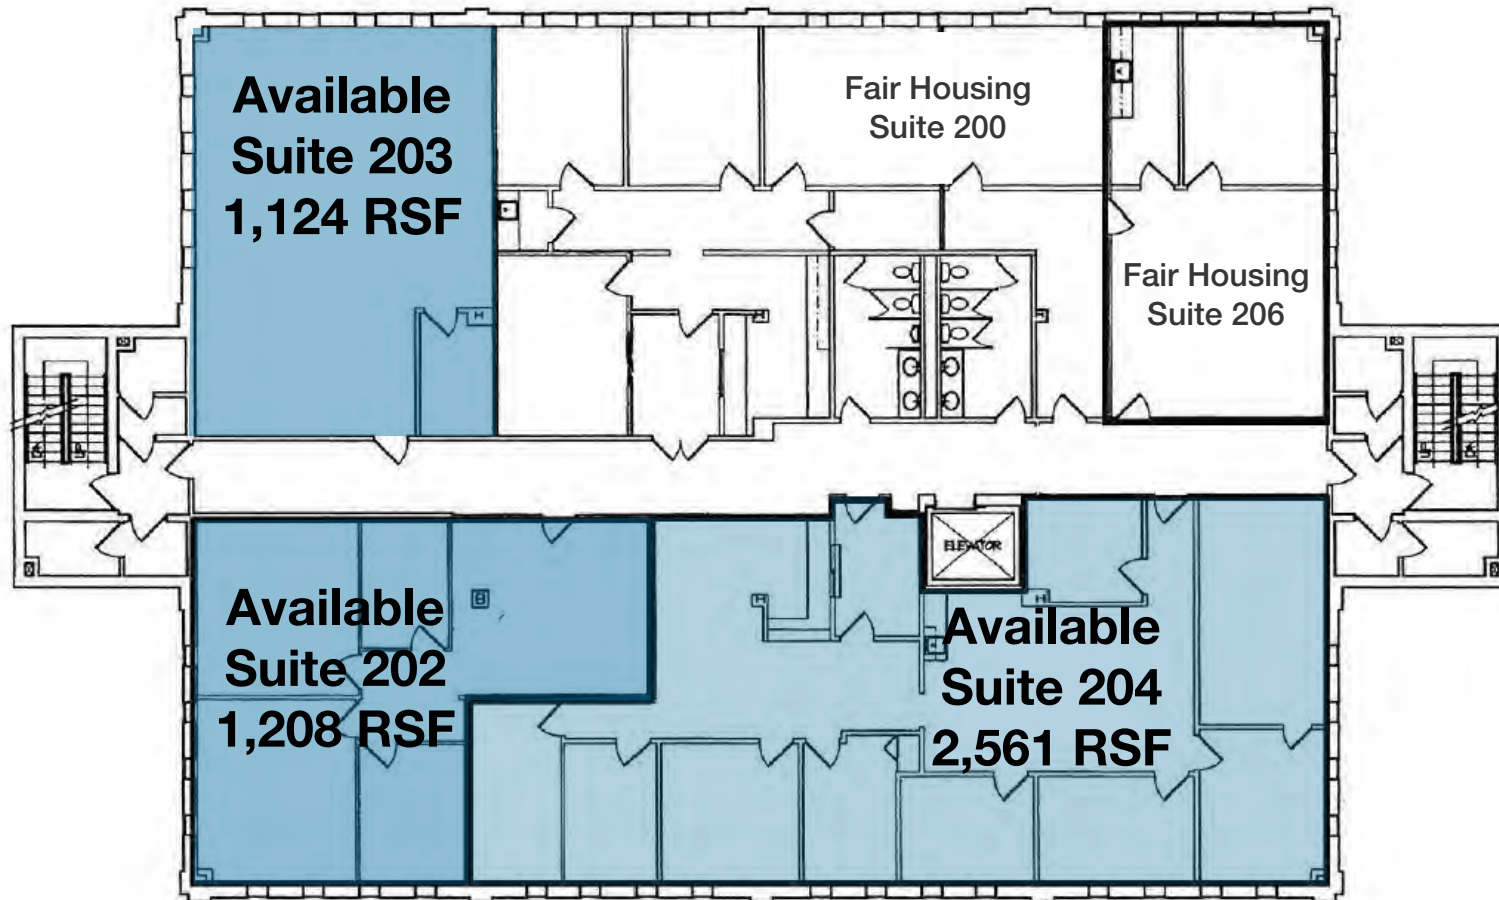 Available
Suite 203
1,124 RSF
Fair Housing
Suite 200
Fair Housing
Suite 206
ELEVATOR
Available
Suite 202
1,208 RSF
Available
Suite 204
2,561 RSF